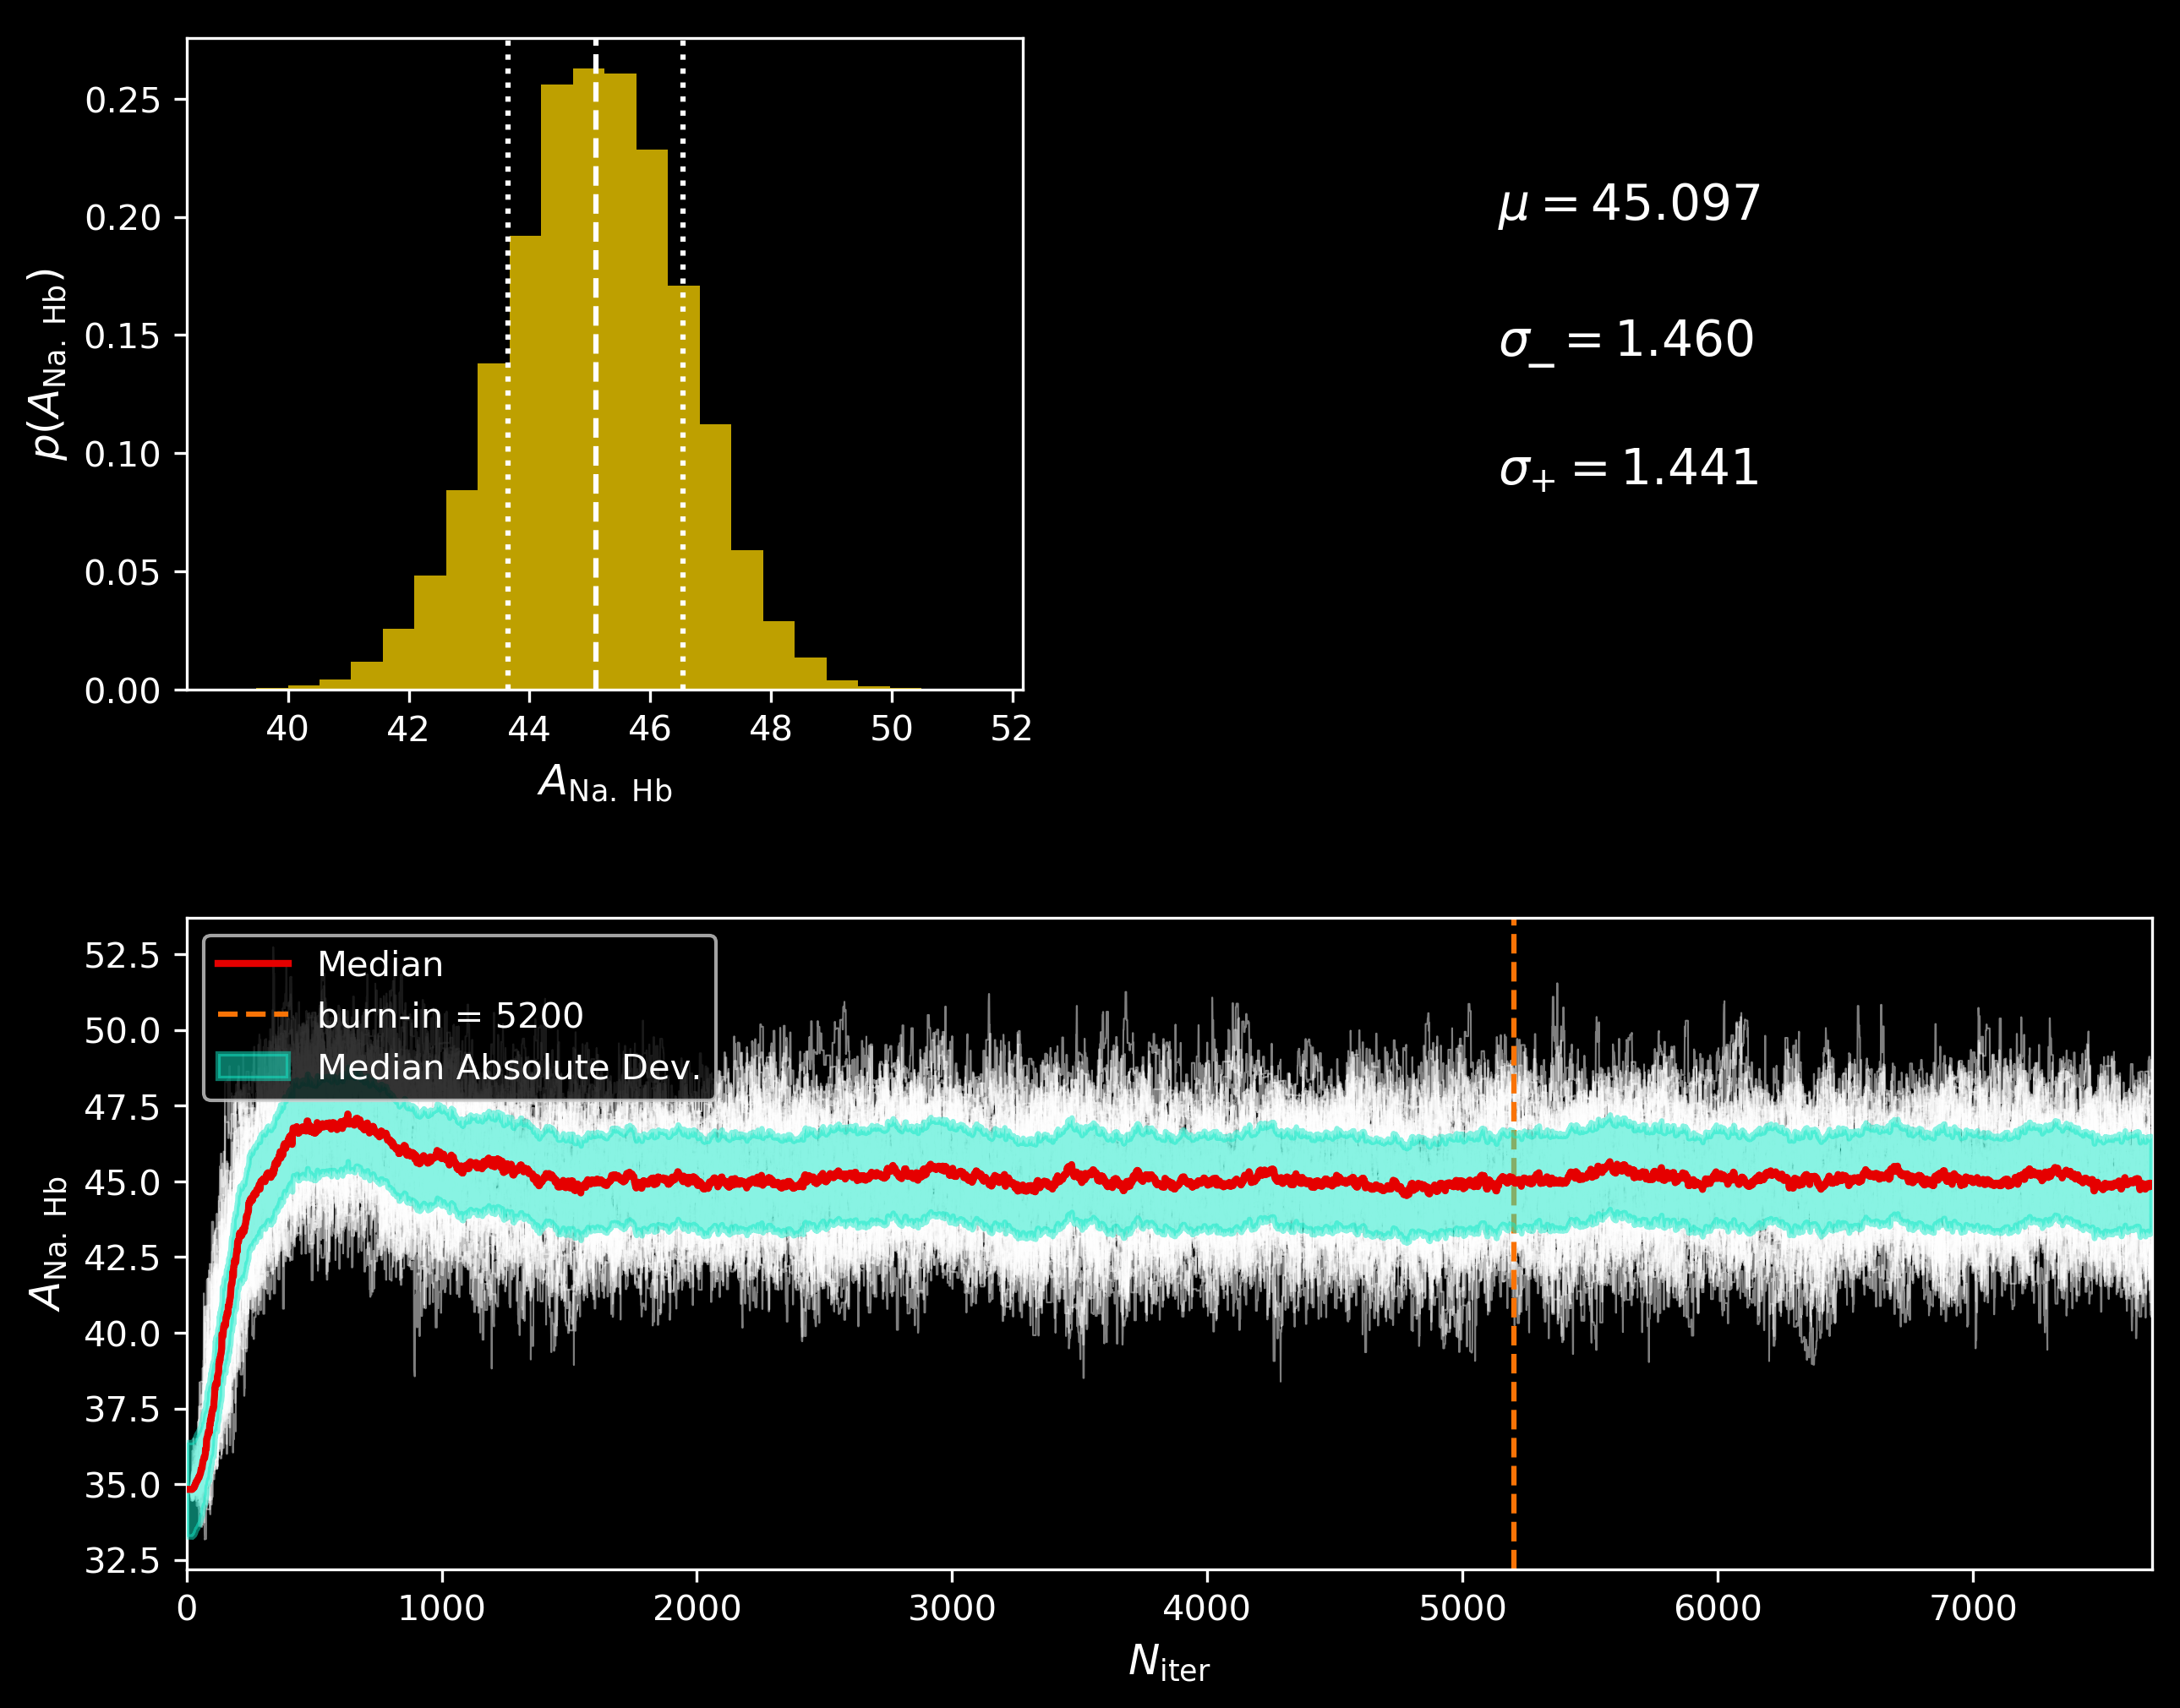 0.25
0.20
0.15
0.10
0.05
0.00
p(A_Na. Hb)
40 42 44 46 48 50 52
A_Na. Hb
μ = 45.097
σ_− = 1.460
σ_+ = 1.441
52.5
50.0
47.5
45.0
42.5
40.0
37.5
35.0
32.5
A_Na. Hb
Median
burn-in = 5200
Median Absolute Dev.
0 1000 2000 3000 4000 5000 6000 7000
N_iter